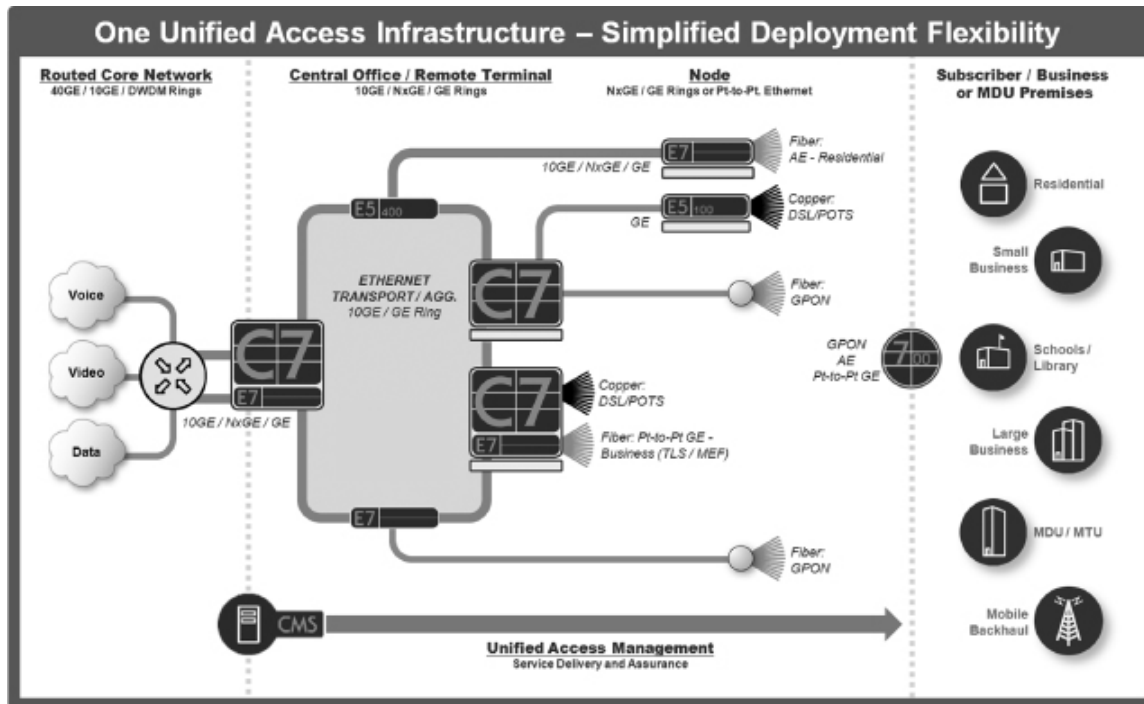 One Unified Access Infrastructure – Simplified Deployment Flexibility
Routed Core Network
40GE / 10GE / DWDM Rings
Central Office / Remote Terminal
10GE / NxGE / GE Rings
Node
NxGE / GE Rings or Pt-to-Pt. Ethernet
Subscriber / Business
or MDU Premises
E7
Fiber:
AE - Residential
10GE / NxGE / GE
E5 400
E5 100
Copper:
DSL/POTS
GE
Residential
Small
Business
Voice
Video
Data
C7
E7
10GE / NxGE / GE
ETHERNET
TRANSPORT / AGG.
10GE / GE Ring
C7
Fiber:
GPON
C7
E7
Copper:
DSL/POTS
Fiber: Pt-to-Pt GE -
Business (TLS / MEF)
GPON
AE
Pt-to-Pt GE
700
Schools /
Library
Large
Business
E7
Fiber:
GPON
MDU / MTU
CMS
Unified Access Management
Service Delivery and Assurance
Mobile
Backhaul